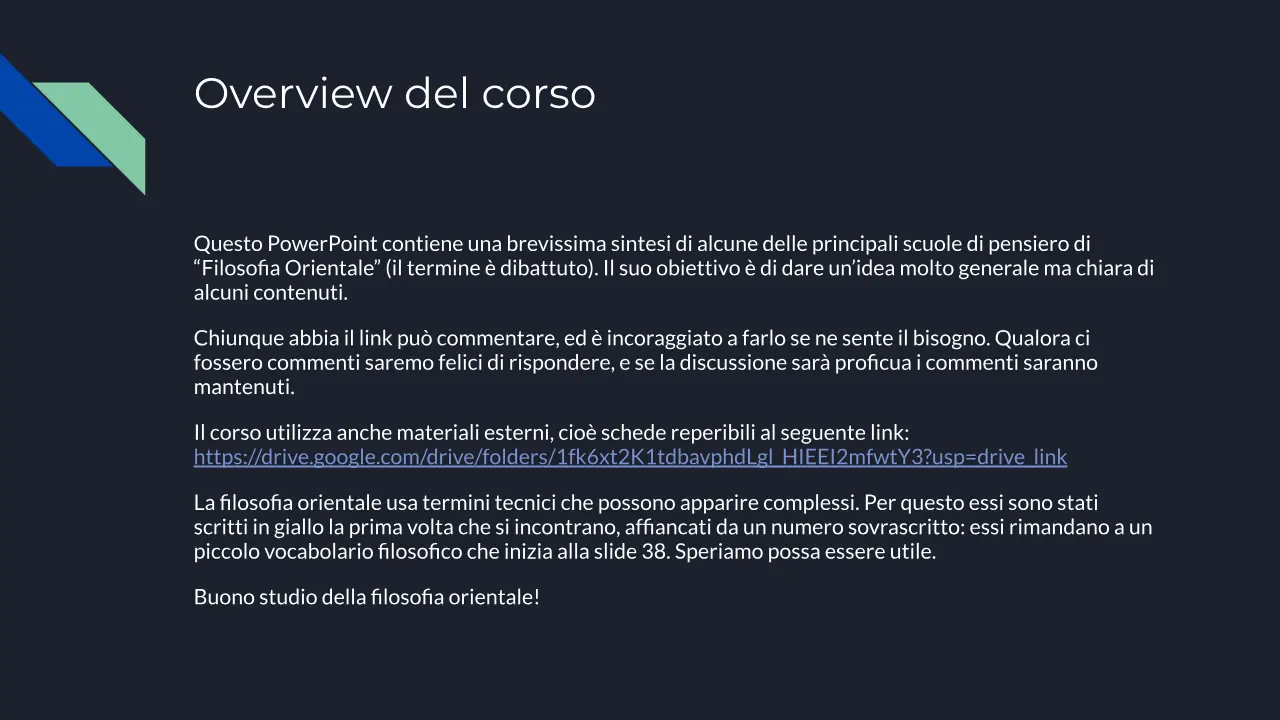 Overview del corso
Questo PowerPoint contiene una brevissima sintesi di alcune delle principali scuole di pensiero di
“Filosofia Orientale” (il termine è dibattuto). Il suo obiettivo è di dare un’idea molto generale ma chiara di
alcuni contenuti.
Chiunque abbia il link può commentare, ed è incoraggiato a farlo se ne sente il bisogno. Qualora ci
fossero commenti saremo felici di rispondere, e se la discussione sarà proficua i commenti saranno
mantenuti.
Il corso utilizza anche materiali esterni, cioè schede reperibili al seguente link:
https://drive.google.com/drive/folders/1fk6xt2K1tdbavphdLgl_HIEEI2mfwtY3?usp=drive_link
La filosofia orientale usa termini tecnici che possono apparire complessi. Per questo essi sono stati
scritti in giallo la prima volta che si incontrano, affiancati da un numero sovrascritto: essi rimandano a un
piccolo vocabolario filosofico che inizia alla slide 38. Speriamo possa essere utile.
Buono studio della filosofia orientale!